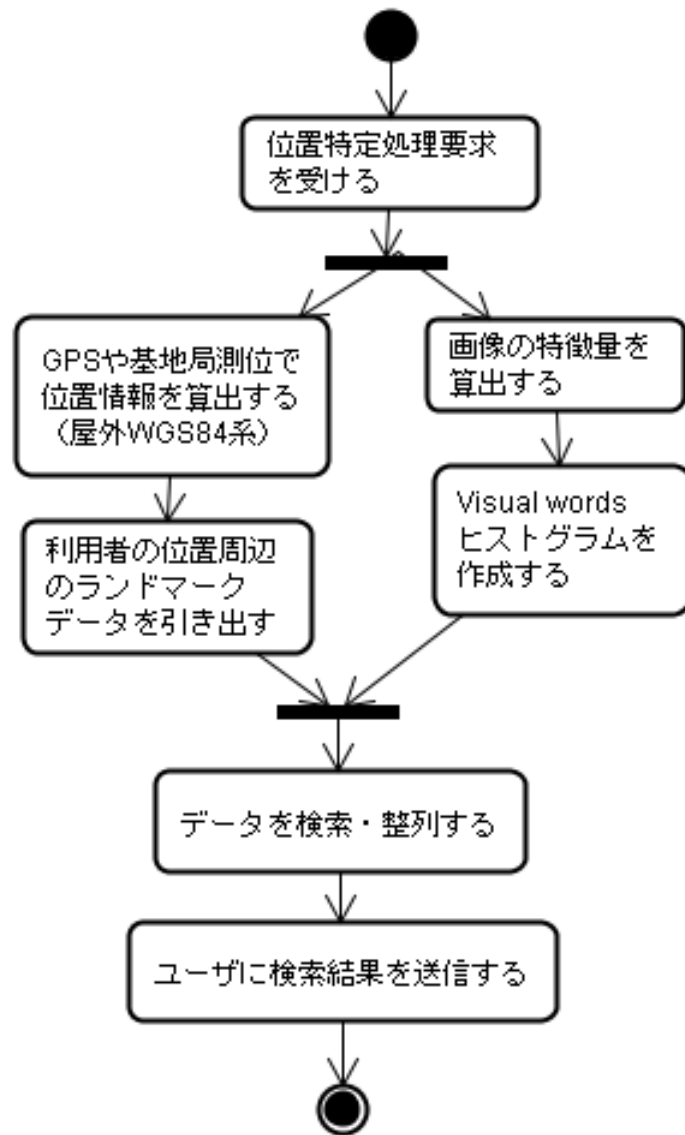 位置特定処理要求
を受ける
GPSや基地局測位で
位置情報を算出する
（屋外WGS84系）
画像の特徴量を
算出する
利用者の位置周辺
のランドマーク
データを引き出す
Visual words
ヒストグラムを
作成する
データを検索・整列する
ユーザに検索結果を送信する